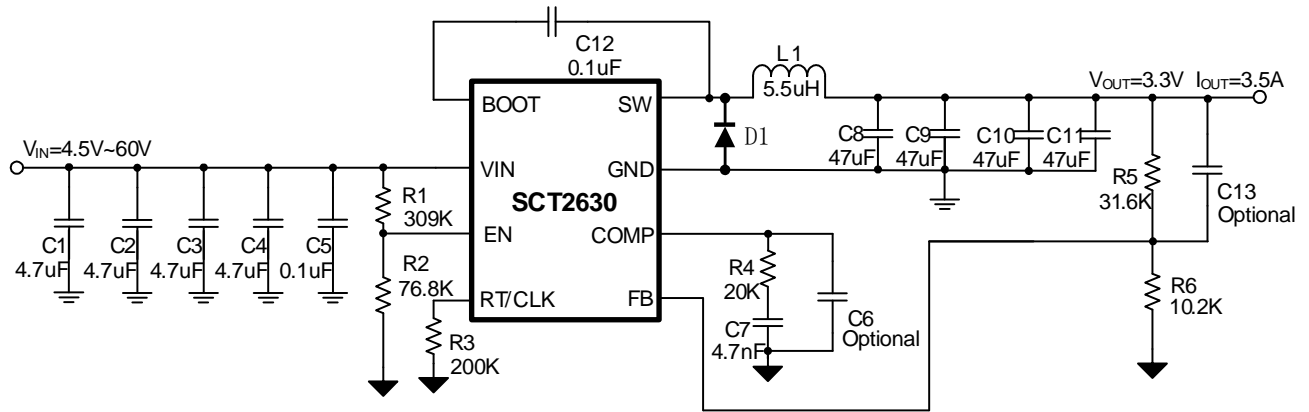 C12
0.1uF
L1
5.5uH
VOUT=3.3V
IOUT=3.5A
BOOT
SW
D1
C8
47uF
C9
47uF
C10
47uF
C11
47uF
VIN=4.5V~60V
VIN
GND
R5
31.6K
C13
Optional
R1
309K
SCT2630
C1
4.7uF
C2
4.7uF
C3
4.7uF
C4
4.7uF
C5
0.1uF
EN
COMP
R2
76.8K
R4
20K
RT/CLK
FB
R6
10.2K
R3
200K
C7
4.7nF
C6
Optional